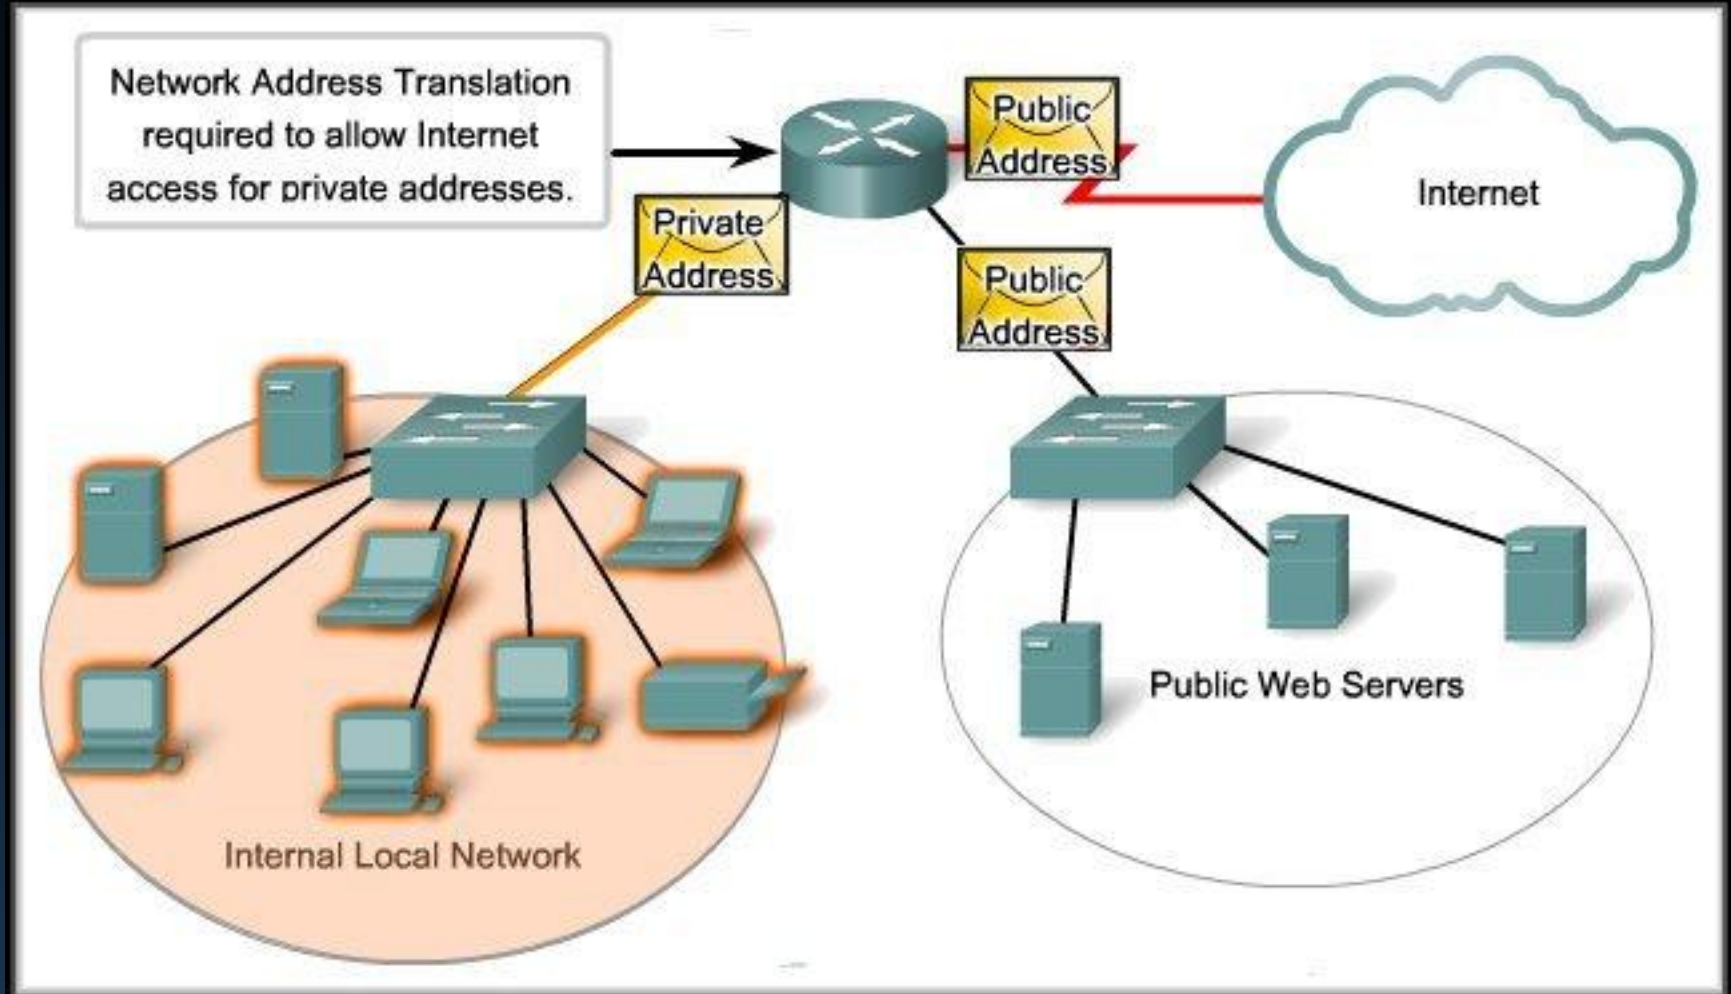 Network Address Translation
required to allow Internet
access for private addresses.
Public
Address
Internet
Private
Address
Public
Address
Public Web Servers
Internal Local Network